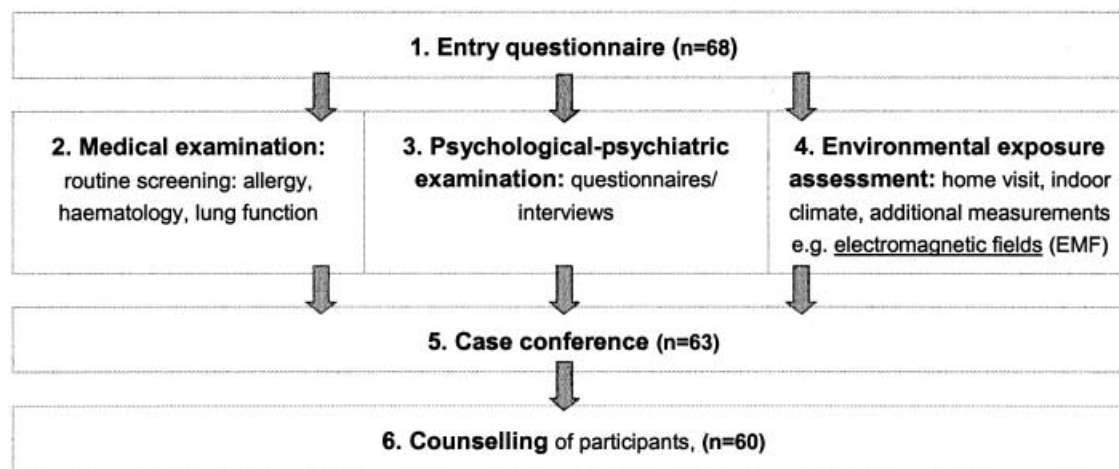 1. Entry questionnaire (n=68)
2. Medical examination:
routine screening: allergy,
haematology, lung function
3. Psychological-psychiatric
examination: questionnaires/
interviews
4. Environmental exposure
assessment: home visit, indoor
climate, additional measurements
e.g. electromagnetic fields (EMF)
5. Case conference (n=63)
6. Counselling of participants, (n=60)